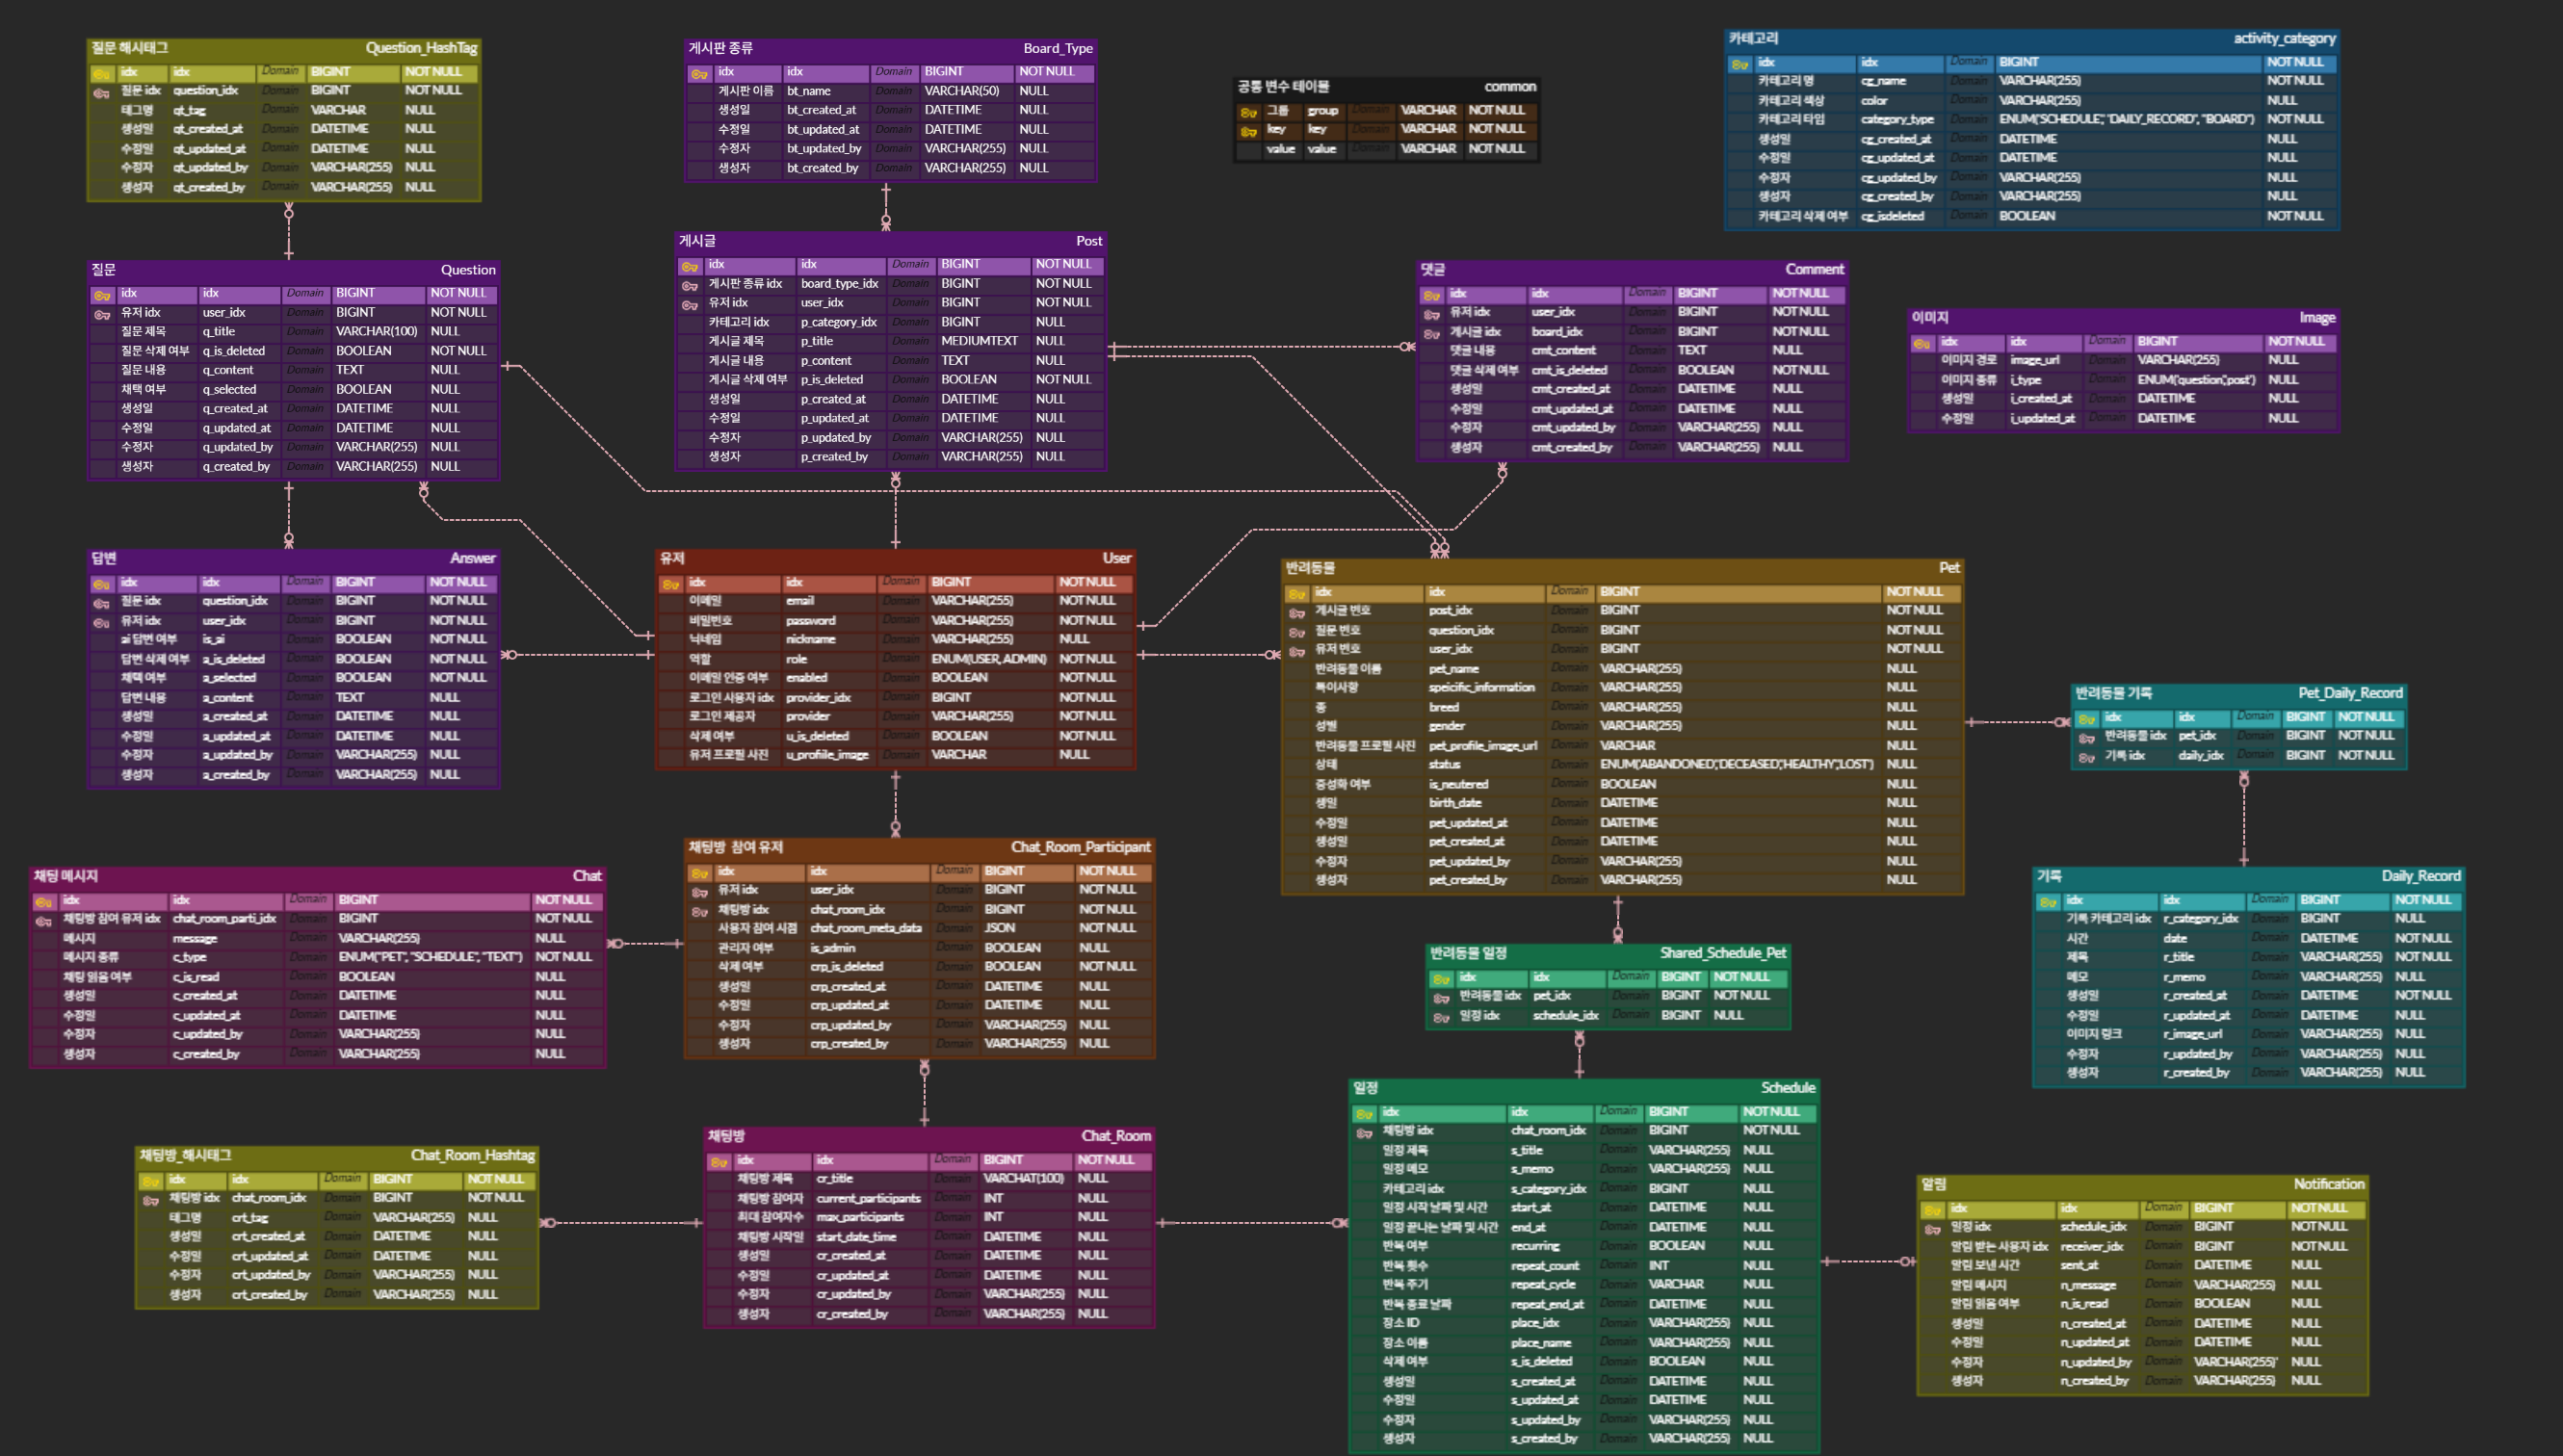 질문 해시태그 Question_HashTag
idx idx Domain BIGINT NOT NULL
질문 idx question_idx Domain BIGINT NOT NULL
태그명 qt_tag Domain VARCHAR NULL
생성일 qt_created_at Domain DATETIME NULL
수정일 qt_updated_at Domain DATETIME NULL
수정자 qt_updated_by Domain VARCHAR(255) NULL
생성자 qt_created_by Domain VARCHAR(255) NULL
게시판 종류 Board_Type
idx idx Domain BIGINT NOT NULL
게시판 이름 bt_name Domain VARCHAR(50) NULL
생성일 bt_created_at Domain DATETIME NULL
수정일 bt_updated_at Domain DATETIME NULL
수정자 bt_updated_by Domain VARCHAR(255) NULL
생성자 bt_created_by Domain VARCHAR(255) NULL
공통 변수 테이블 common
그룹 group Domain VARCHAR NOT NULL
key key Domain VARCHAR NOT NULL
value value Domain VARCHAR NOT NULL
카테고리 activity_category
idx idx Domain BIGINT NOT NULL
카테고리 명 cg_name Domain VARCHAR(255) NOT NULL
카테고리 색상 color Domain VARCHAR(255) NULL
카테고리 타입 category_type Domain ENUM("SCHEDULE", "DAILY_RECORD", "BOARD") NOT NULL
생성일 cg_created_at Domain DATETIME NULL
수정일 cg_updated_at Domain DATETIME NULL
수정자 cg_updated_by Domain VARCHAR(255) NULL
생성자 cg_created_by Domain VARCHAR(255) NULL
카테고리 삭제 여부 cg_isdeleted Domain BOOLEAN NOT NULL
질문 Question
idx idx Domain BIGINT NOT NULL
유저 idx user_idx Domain BIGINT NOT NULL
질문 제목 q_title Domain VARCHAR(100) NULL
질문 삭제 여부 q_is_deleted Domain BOOLEAN NOT NULL
질문 내용 q_content Domain TEXT NULL
채택 여부 q_selected Domain BOOLEAN NULL
생성일 q_created_at Domain DATETIME NULL
수정일 q_updated_at Domain DATETIME NULL
수정자 q_updated_by Domain VARCHAR(255) NULL
생성자 q_created_by Domain VARCHAR(255) NULL
게시글 Post
idx idx Domain BIGINT NOT NULL
게시판 종류 idx board_type_idx Domain BIGINT NOT NULL
유저 idx user_idx Domain BIGINT NOT NULL
카테고리 idx p_category_idx Domain BIGINT NULL
게시글 제목 p_title Domain MEDIUMTEXT NULL
게시글 내용 p_content Domain TEXT NULL
게시글 삭제 여부 p_is_deleted Domain BOOLEAN NOT NULL
생성일 p_created_at Domain DATETIME NULL
수정일 p_updated_at Domain DATETIME NULL
수정자 p_updated_by Domain VARCHAR(255) NULL
생성자 p_created_by Domain VARCHAR(255) NULL
댓글 Comment
idx idx Domain BIGINT NOT NULL
유저 idx user_idx Domain BIGINT NOT NULL
게시글 idx board_idx Domain BIGINT NOT NULL
댓글 내용 cmt_content Domain TEXT NULL
댓글 삭제 여부 cmt_is_deleted Domain BOOLEAN NOT NULL
생성일 cmt_created_at Domain DATETIME NULL
수정일 cmt_updated_at Domain DATETIME NULL
수정자 cmt_updated_by Domain VARCHAR(255) NULL
생성자 cmt_created_by Domain VARCHAR(255) NULL
이미지 Image
idx idx Domain BIGINT NOT NULL
이미지 경로 image_url Domain VARCHAR(255) NULL
이미지 종류 i_type Domain ENUM('question','post') NULL
생성일 i_created_at Domain DATETIME NULL
수정일 i_updated_at Domain DATETIME NULL
답변 Answer
idx idx Domain BIGINT NOT NULL
질문 idx question_idx Domain BIGINT NOT NULL
유저 idx user_idx Domain BIGINT NOT NULL
ai 답변 여부 is_ai Domain BOOLEAN NOT NULL
답변 삭제 여부 a_is_deleted Domain BOOLEAN NOT NULL
채택 여부 a_selected Domain BOOLEAN NOT NULL
답변 내용 a_content Domain TEXT NULL
생성일 a_created_at Domain DATETIME NULL
수정일 a_updated_at Domain DATETIME NULL
수정자 a_updated_by Domain VARCHAR(255) NULL
생성자 a_created_by Domain VARCHAR(255) NULL
유저 User
idx idx Domain BIGINT NOT NULL
이메일 email Domain VARCHAR(255) NOT NULL
비밀번호 password Domain VARCHAR(255) NOT NULL
닉네임 nickname Domain VARCHAR(255) NULL
역할 role Domain ENUM(USER, ADMIN) NOT NULL
이메일 인증 여부 enabled Domain BOOLEAN NOT NULL
로그인 사용자 idx provider_idx Domain BIGINT NOT NULL
로그인 제공자 provider Domain VARCHAR(255) NOT NULL
삭제 여부 u_is_deleted Domain BOOLEAN NOT NULL
유저 프로필 사진 u_profile_image Domain VARCHAR NULL
반려동물 Pet
idx idx Domain BIGINT NOT NULL
게시글 번호 post_idx Domain BIGINT NOT NULL
질문 번호 question_idx Domain BIGINT NOT NULL
유저 번호 user_idx Domain BIGINT NOT NULL
반려동물 이름 pet_name Domain VARCHAR(255) NULL
특이사항 speicific_information Domain VARCHAR(255) NULL
종 breed Domain VARCHAR(255) NULL
성별 gender Domain VARCHAR(255) NULL
반려동물 프로필 사진 pet_profile_image_url Domain VARCHAR NULL
상태 status Domain ENUM('ABANDONED','DECEASED','HEALTHY','LOST') NULL
중성화 여부 is_neutered Domain BOOLEAN NULL
생일 birth_date Domain DATETIME NULL
수정일 pet_updated_at Domain DATETIME NULL
생성일 pet_created_at Domain DATETIME NULL
수정자 pet_updated_by Domain VARCHAR(255) NULL
생성자 pet_created_by Domain VARCHAR(255) NULL
반려동물 기록 Pet_Daily_Record
idx idx Domain BIGINT NOT NULL
반려동물 idx pet_idx Domain BIGINT NOT NULL
기록 idx daily_idx Domain BIGINT NOT NULL
채팅 메시지 Chat
idx idx Domain BIGINT NOT NULL
채팅방 참여 유저 idx chat_room_parti_idx Domain BIGINT NOT NULL
메시지 message Domain VARCHAR(255) NULL
메시지 종류 c_type Domain ENUM("PET", "SCHEDULE", "TEXT") NOT NULL
채팅 읽음 여부 c_is_read Domain BOOLEAN NULL
생성일 c_created_at Domain DATETIME NULL
수정일 c_updated_at Domain DATETIME NULL
수정자 c_updated_by Domain VARCHAR(255) NULL
생성자 c_created_by Domain VARCHAR(255) NULL
채팅방 참여 유저 Chat_Room_Participant
idx idx Domain BIGINT NOT NULL
유저 idx user_idx Domain BIGINT NOT NULL
채팅방 idx chat_room_idx Domain BIGINT NOT NULL
사용자 참여 시점 chat_room_meta_data Domain JSON NOT NULL
관리자 여부 is_admin Domain BOOLEAN NULL
삭제 여부 crp_is_deleted Domain BOOLEAN NOT NULL
생성일 crp_created_at Domain DATETIME NULL
수정일 crp_updated_at Domain DATETIME NULL
수정자 crp_updated_by Domain VARCHAR(255) NULL
생성자 crp_created_by Domain VARCHAR(255) NULL
기록 Daily_Record
idx idx Domain BIGINT NOT NULL
기록 카테고리 idx r_category_idx Domain BIGINT NULL
시간 date Domain DATETIME NOT NULL
제목 r_title Domain VARCHAR(255) NOT NULL
메모 r_memo Domain VARCHAR(255) NULL
생성일 r_created_at Domain DATETIME NOT NULL
수정일 r_updated_at Domain DATETIME NULL
이미지 링크 r_image_url Domain VARCHAR(255) NULL
수정자 r_updated_by Domain VARCHAR(255) NULL
생성자 r_created_by Domain VARCHAR(255) NULL
반려동물 일정 Shared_Schedule_Pet
idx idx Domain BIGINT NOT NULL
반려동물 idx pet_idx Domain BIGINT NOT NULL
일정 idx schedule_idx Domain BIGINT NULL
채팅방_해시태그 Chat_Room_Hashtag
idx idx Domain BIGINT NOT NULL
채팅방 idx chat_room_idx Domain BIGINT NOT NULL
태그명 crt_tag Domain VARCHAR(255) NULL
생성일 crt_created_at Domain DATETIME NULL
수정일 crt_updated_at Domain DATETIME NULL
수정자 crt_updated_by Domain VARCHAR(255) NULL
생성자 crt_created_by Domain VARCHAR(255) NULL
채팅방 Chat_Room
idx idx Domain BIGINT NOT NULL
채팅방 제목 cr_title Domain VARCHAT(100) NULL
채팅방 참여자 current_participants Domain INT NULL
최대 참여자수 max_participants Domain INT NULL
채팅방 시작일 start_date_time Domain DATETIME NULL
생성일 cr_created_at Domain DATETIME NULL
수정일 cr_updated_at Domain DATETIME NULL
수정자 cr_updated_by Domain VARCHAR(255) NULL
생성자 cr_created_by Domain VARCHAR(255) NULL
일정 Schedule
idx idx Domain BIGINT NOT NULL
채팅방 idx chat_room_idx Domain BIGINT NOT NULL
일정 제목 s_title Domain VARCHAR(255) NULL
일정 메모 s_memo Domain VARCHAR(255) NULL
카테고리 idx s_category_idx Domain BIGINT NULL
일정 시작 날짜 및 시간 start_at Domain DATETIME NULL
일정 끝나는 날짜 및 시간 end_at Domain DATETIME NULL
반복 여부 recurring Domain BOOLEAN NULL
반복 횟수 repeat_count Domain INT NULL
반복 주기 repeat_cycle Domain VARCHAR NULL
반복 종료 날짜 repeat_end_at Domain DATETIME NULL
장소 ID place_idx Domain VARCHAR(255) NULL
장소 이름 place_name Domain VARCHAR(255) NULL
삭제 여부 s_is_deleted Domain BOOLEAN NULL
생성일 s_created_at Domain DATETIME NULL
수정일 s_updated_at Domain DATETIME NULL
수정자 s_updated_by Domain VARCHAR(255) NULL
생성자 s_created_by Domain VARCHAR(255) NULL
알림 Notification
idx idx Domain BIGINT NOT NULL
일정 idx schedule_idx Domain BIGINT NOT NULL
알림 받는 사용자 idx receiver_idx Domain BIGINT NOT NULL
알림 보낸 시간 sent_at Domain DATETIME NULL
알림 메시지 n_message Domain VARCHAR(255) NULL
알림 읽음 여부 n_is_read Domain BOOLEAN NULL
생성일 n_created_at Domain DATETIME NULL
수정일 n_updated_at Domain DATETIME NULL
수정자 n_updated_by Domain VARCHAR(255)' NULL
생성자 n_created_by Domain VARCHAR(255) NULL